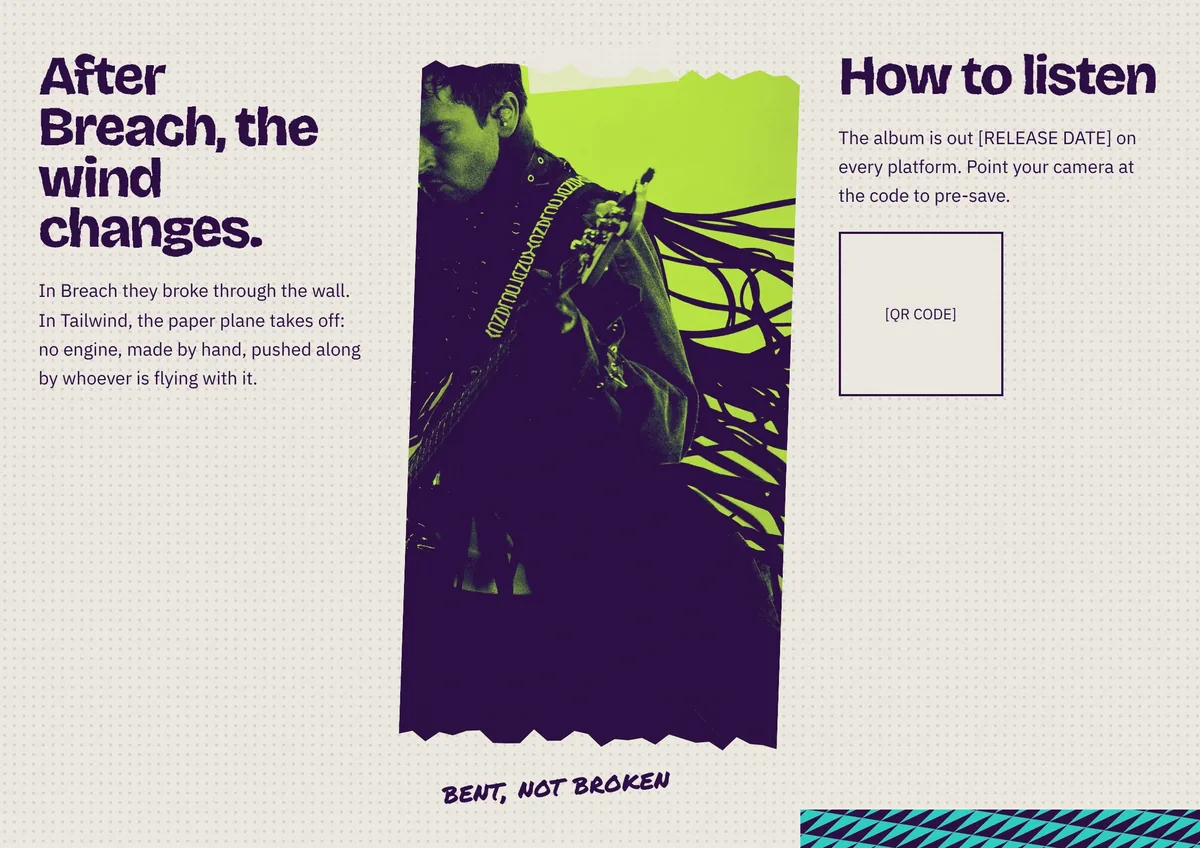 After
Breach, the
wind
changes.
In Breach they broke through the wall.
In Tailwind, the paper plane takes off:
no engine, made by hand, pushed along
by whoever is flying with it.
BENT, NOT BROKEN
How to listen
The album is out [RELEASE DATE] on
every platform. Point your camera at
the code to pre-save.
[QR CODE]